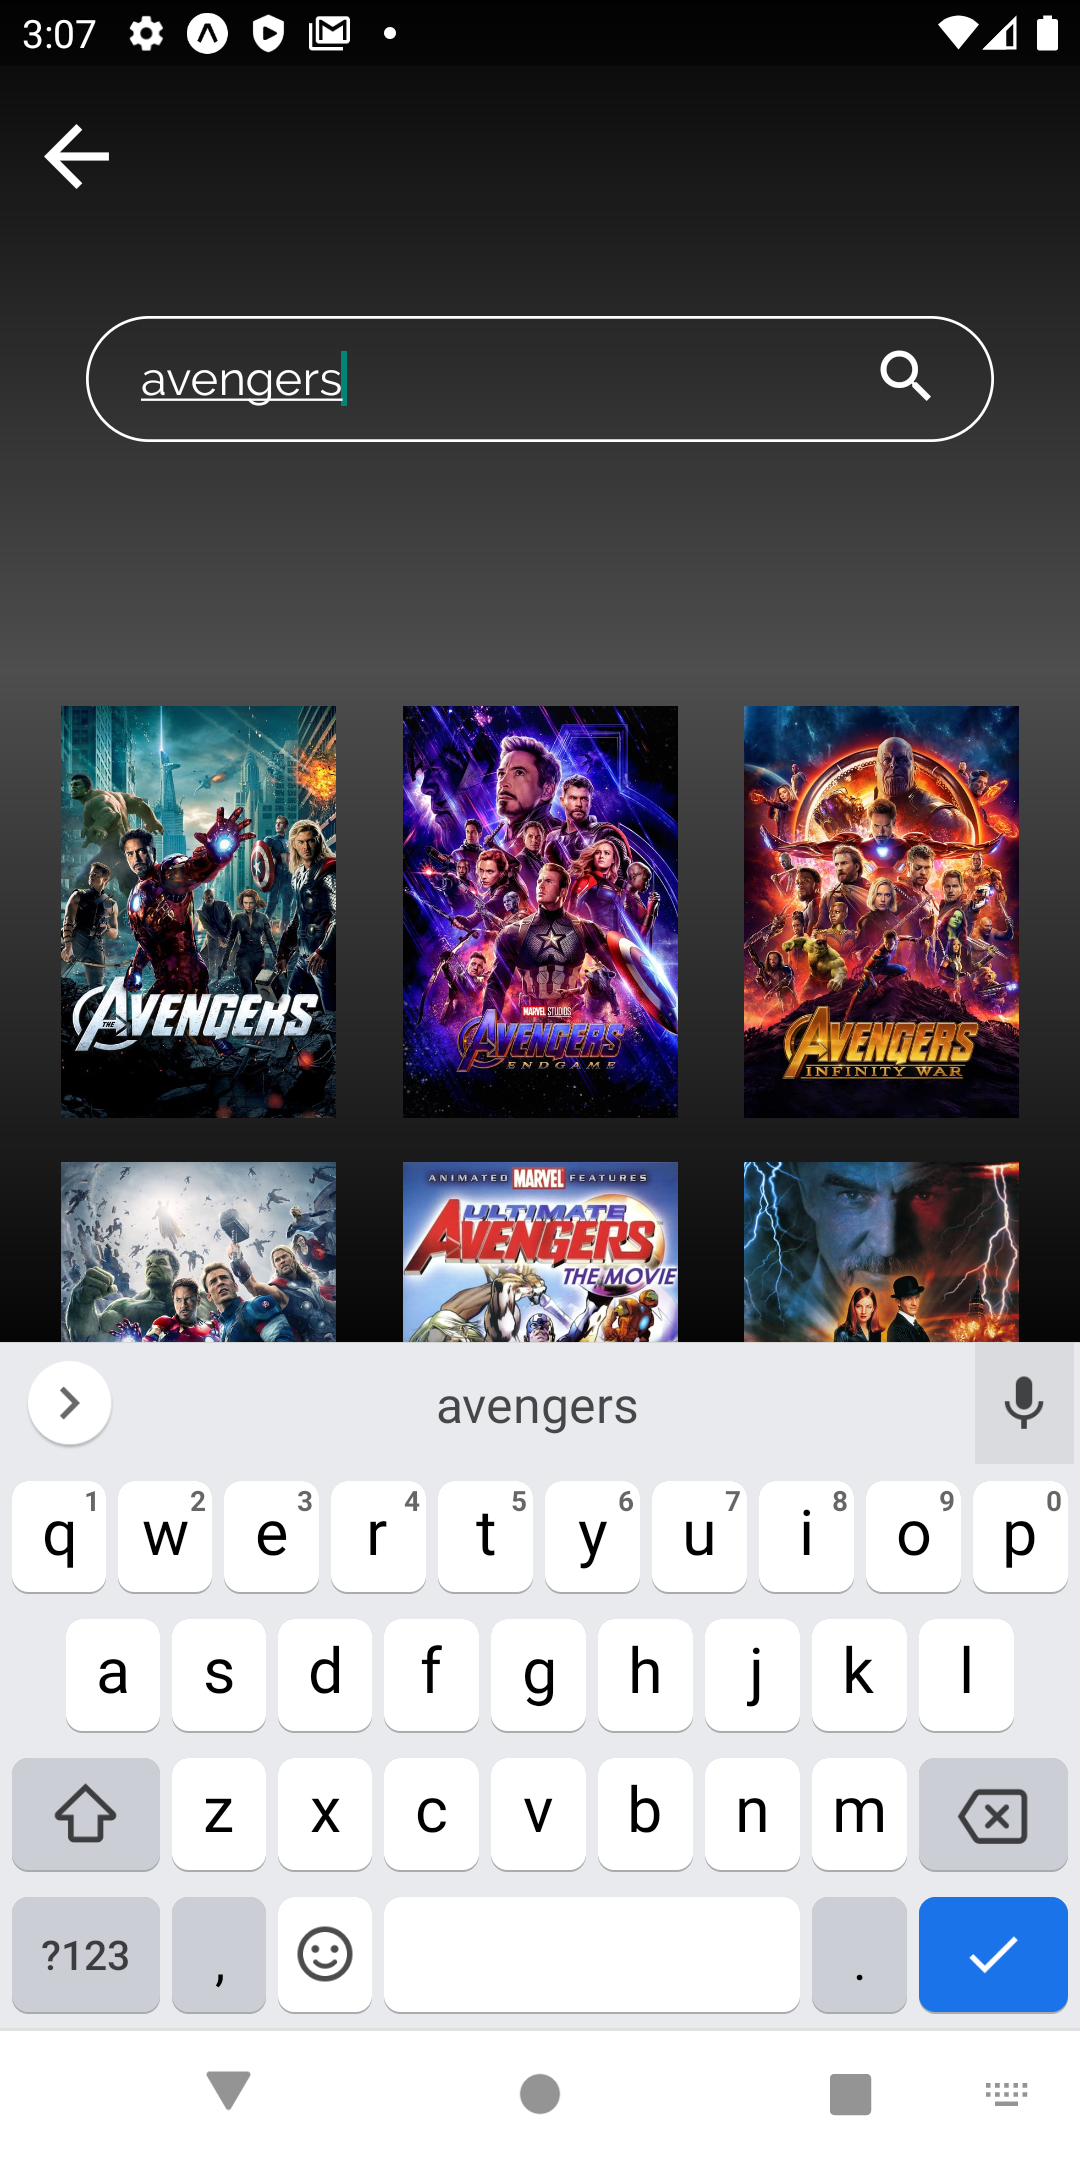 3:07
avengers
THE AVENGERS
MARVEL STUDIOS
AVENGERS
ENDGAME
AVENGERS
INFINITY WAR
ANIMATED MARVEL FEATURES
ULTIMATE
AVENGERS
THE MOVIE
avengers
1 2 3 4 5 6 7 8 9 0
q w e r t y u i o p
a s d f g h j k l
z x c v b n m
?123 , .